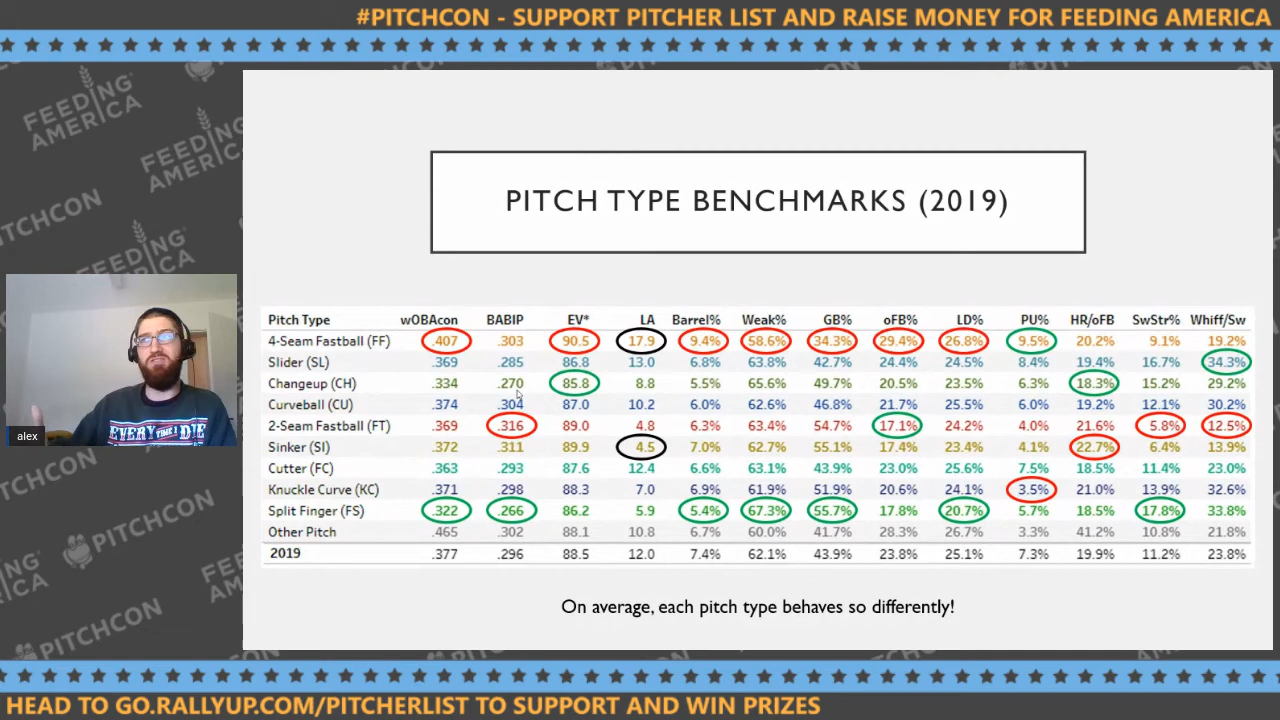 #PITCHCON - SUPPORT PITCHER LIST AND RAISE MONEY FOR FEEDING AMERICA
FEEDING AMERICA
FEEDING AMERICA
PITCHCON
FEEDING AMERICA
PITCHCON
PITCHCON
PITCHCON
PITCH TYPE BENCHMARKS (2019)
Pitch Type wOBAcon BABIP EV* LA Barrel% Weak% GB% oFB% LD% PU% HR/oFB SwStr% Whiff/Sw
4-Seam Fastball (FF) .407 .303 90.5 17.9 9.4% 58.6% 34.3% 29.4% 26.8% 9.5% 20.2% 9.1% 19.2%
Slider (SL) .369 .285 86.8 13.0 6.8% 63.8% 42.7% 24.4% 24.5% 8.4% 19.4% 16.7% 34.3%
Changeup (CH) .334 .270 85.8 8.8 5.5% 65.6% 49.7% 20.5% 23.5% 6.3% 18.3% 15.2% 29.2%
Curveball (CU) .374 .304 87.0 10.2 6.0% 62.6% 46.8% 21.7% 25.5% 6.0% 19.2% 12.1% 30.2%
2-Seam Fastball (FT) .369 .316 89.0 4.8 6.3% 63.4% 54.7% 17.1% 24.2% 4.0% 21.6% 5.8% 12.5%
Sinker (SI) .372 .311 89.9 4.5 7.0% 62.7% 55.1% 17.4% 23.4% 4.1% 22.7% 6.4% 13.9%
Cutter (FC) .363 .293 87.6 12.4 6.6% 63.1% 43.9% 23.0% 25.6% 7.5% 18.5% 11.4% 23.0%
Knuckle Curve (KC) .371 .298 88.3 7.0 6.9% 61.9% 51.9% 20.6% 24.1% 3.5% 21.0% 13.9% 32.6%
Split Finger (FS) .322 .266 86.2 5.9 5.4% 67.3% 55.7% 17.8% 20.7% 5.7% 18.5% 17.8% 33.8%
Other Pitch .465 .302 88.1 10.8 6.7% 60.0% 41.7% 28.3% 26.7% 3.3% 41.2% 10.8% 21.8%
2019 .377 .296 88.5 12.0 7.4% 62.1% 43.9% 23.8% 25.1% 7.3% 19.9% 11.2% 23.8%
On average, each pitch type behaves so differently!
EVERY TIME I DIE
alex
HEAD TO GO.RALLYUP.COM/PITCHERLIST TO SUPPORT AND WIN PRIZES